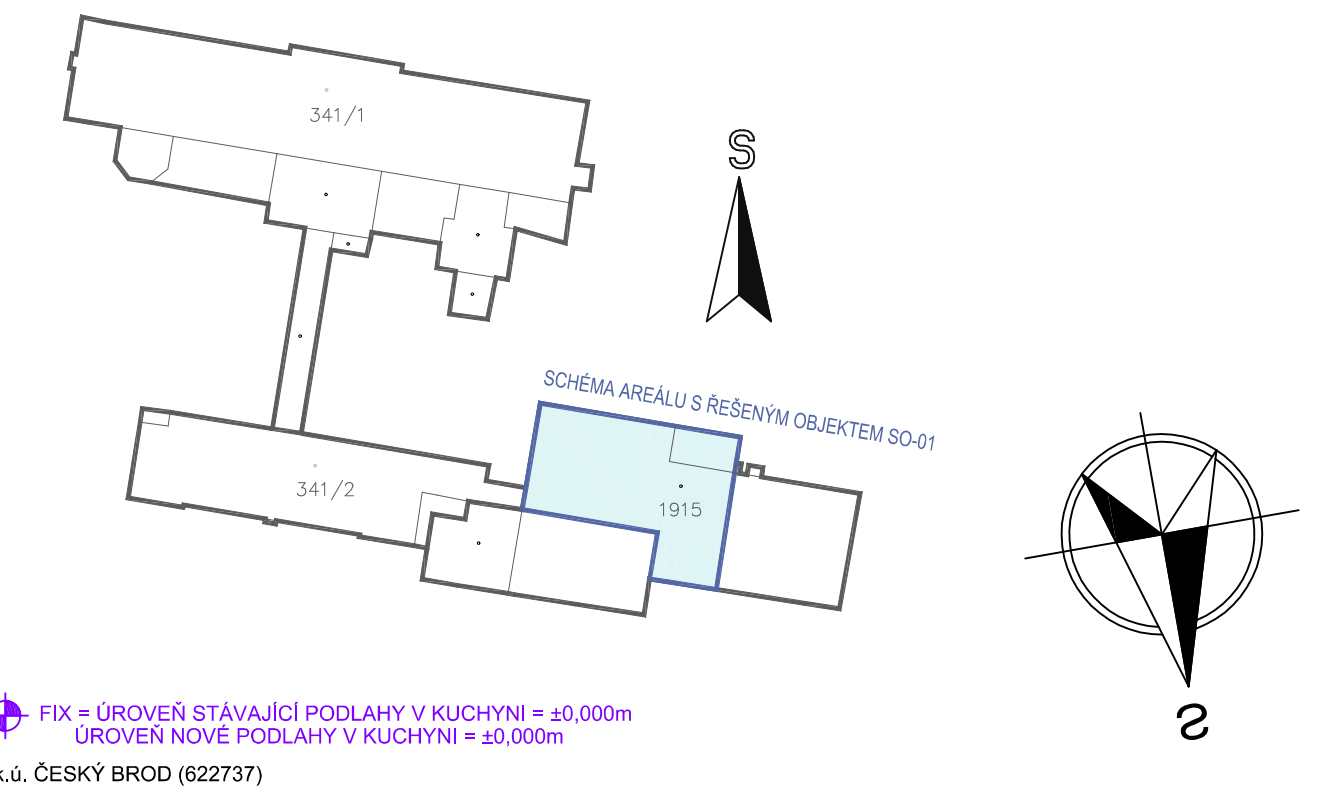 341/1
S
SCHÉMA AREÁLU S ŘEŠENÝM OBJEKTEM SO-01
341/2
1915
S
FIX = ÚROVEŇ STÁVAJÍCÍ PODLAHY V KUCHYNI = ±0,000m
ÚROVEŇ NOVÉ PODLAHY V KUCHYNI = ±0,000m
k.ú. ČESKÝ BROD (622737)